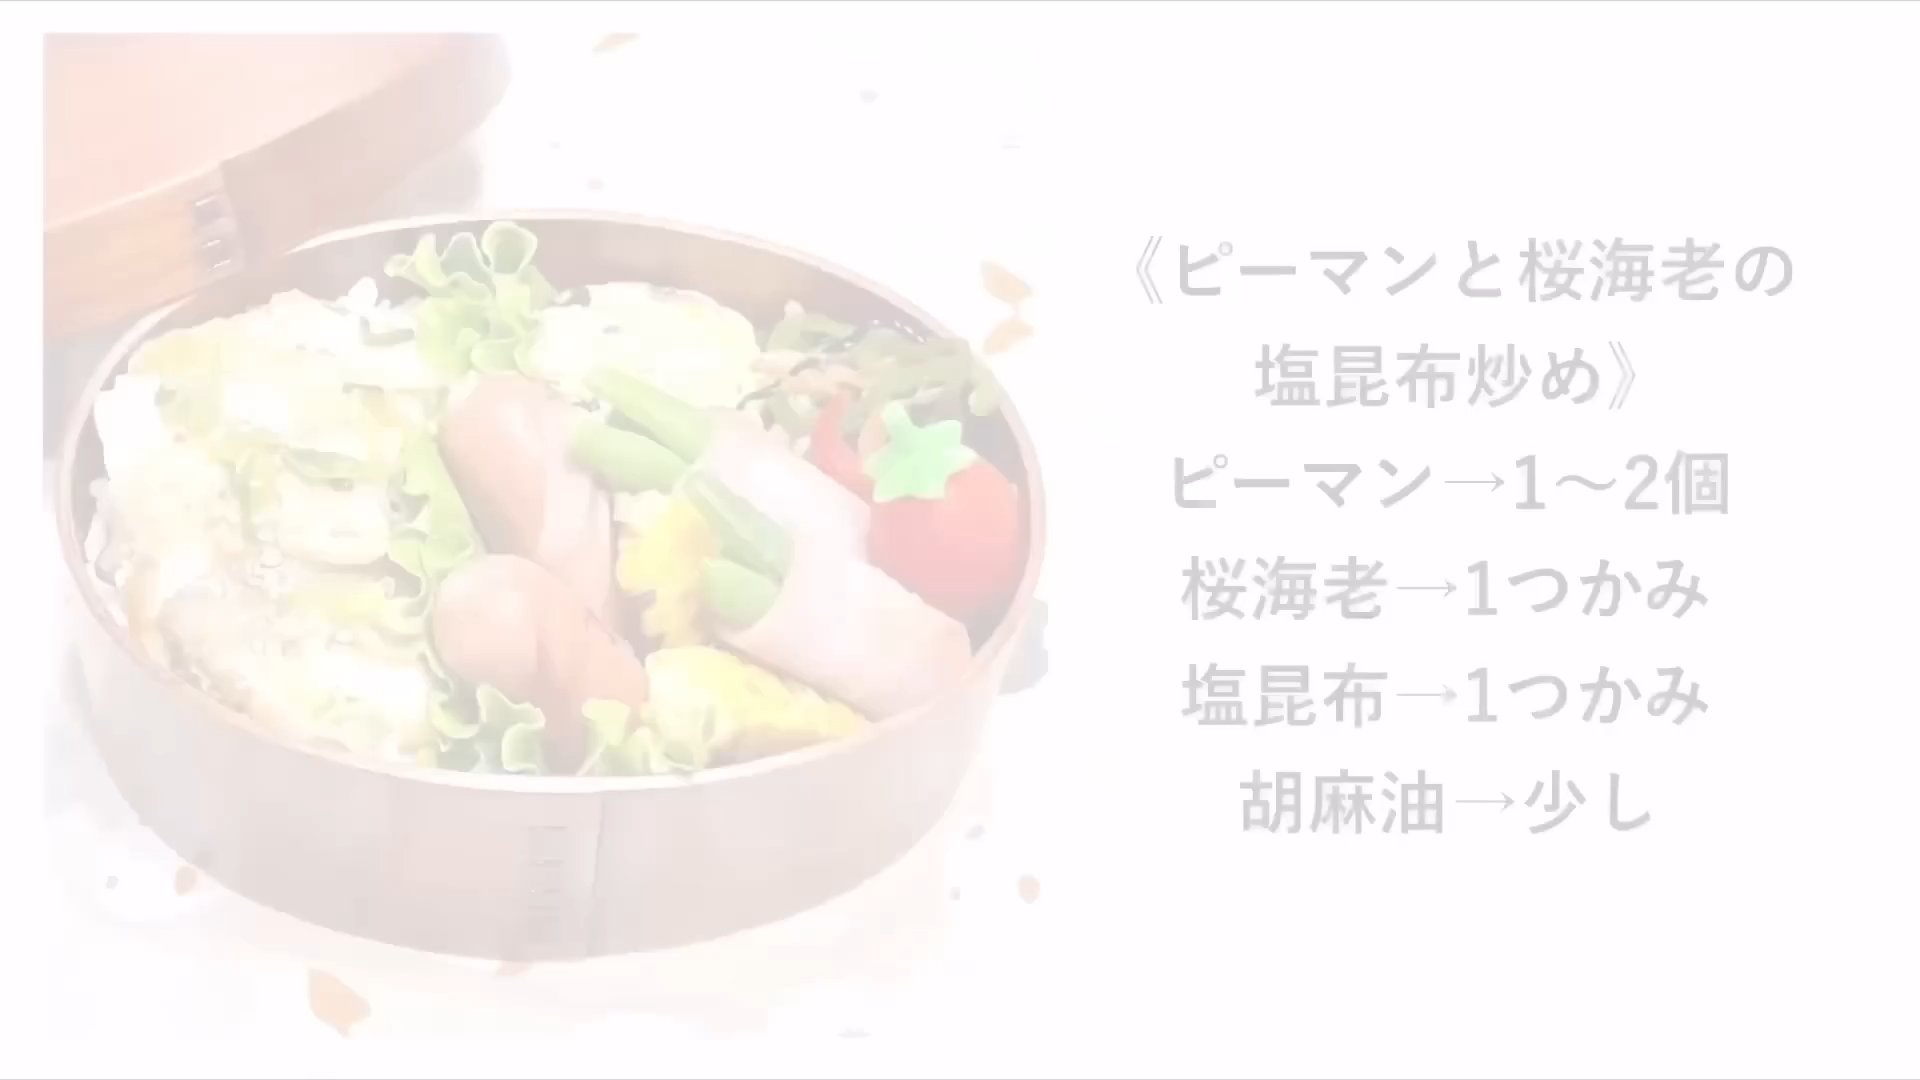 《ピーマンと桜海老の
塩昆布炒め》
ピーマン→1〜2個
桜海老→1つかみ
塩昆布→1つかみ
胡麻油→少し